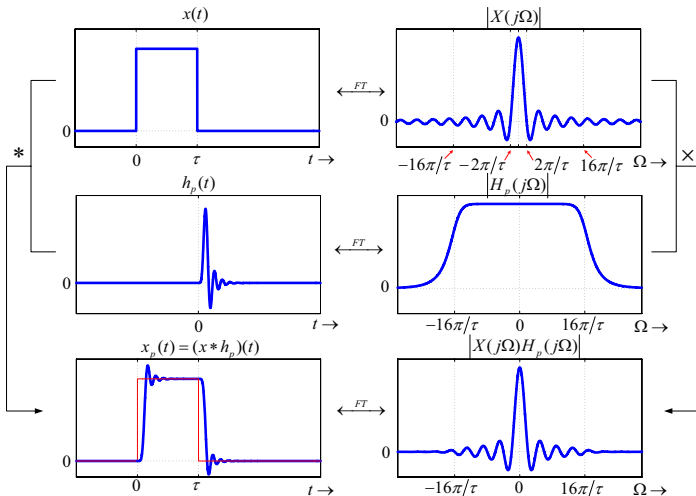 x(t)
|X(jΩ)|
0
0
τ
t →
FT
0
−16π/τ
−2π/τ
2π/τ
16π/τ
Ω →
*
×
h_p(t)
|H_p(jΩ)|
0
0
t →
FT
0
−16π/τ
0
16π/τ
Ω →
x_p(t) = (x * h_p)(t)
|X(jΩ)H_p(jΩ)|
0
0
τ
t →
FT
0
−16π/τ
0
16π/τ
Ω →